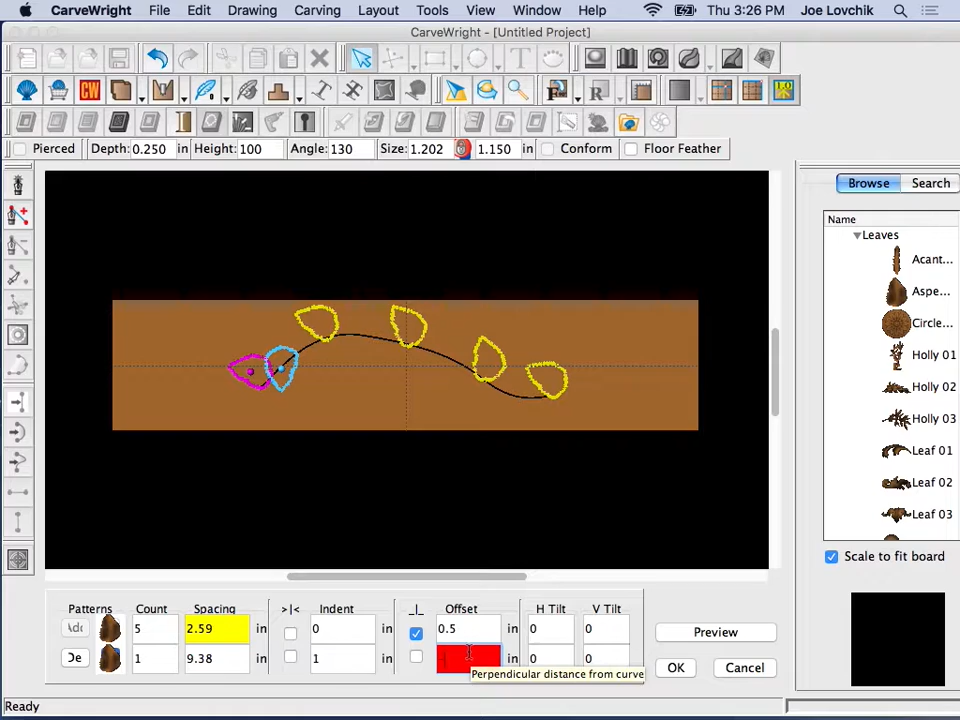 CarveWright File Edit Drawing Carving Layout Tools View Window Help Thu 3:26 PM Joe Lovchik
CarveWright - [Untitled Project]
Pierced Depth: 0.250 in Height: 100 Angle: 130 Size: 1.202 1.150 in Conform Floor Feather
Browse Search
Name
Leaves
Acant...
Aspe...
Circle...
Holly 01
Holly 02
Holly 03
Leaf 01
Leaf 02
Leaf 03
Scale to fit board
Patterns Count Spacing >|< Indent _|_ Offset H Tilt V Tilt
Adc 5 2.59 in 0 in 0.5 in 0 0
De 1 9.38 in 1 in in 0 0
Perpendicular distance from curve
Preview
OK Cancel
Ready